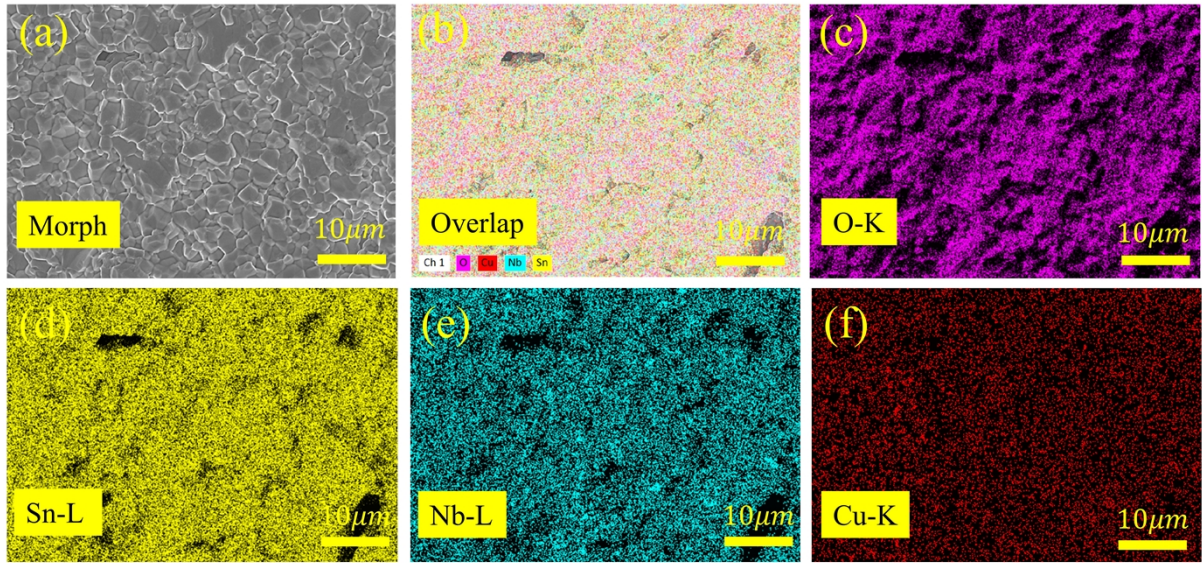 (a)
Morph
10μm
(b)
Overlap
10μm
Ch 1 O Cu Nb Sn
(c)
O-K
10μm
(d)
Sn-L
10μm
(e)
Nb-L
10μm
(f)
Cu-K
10μm